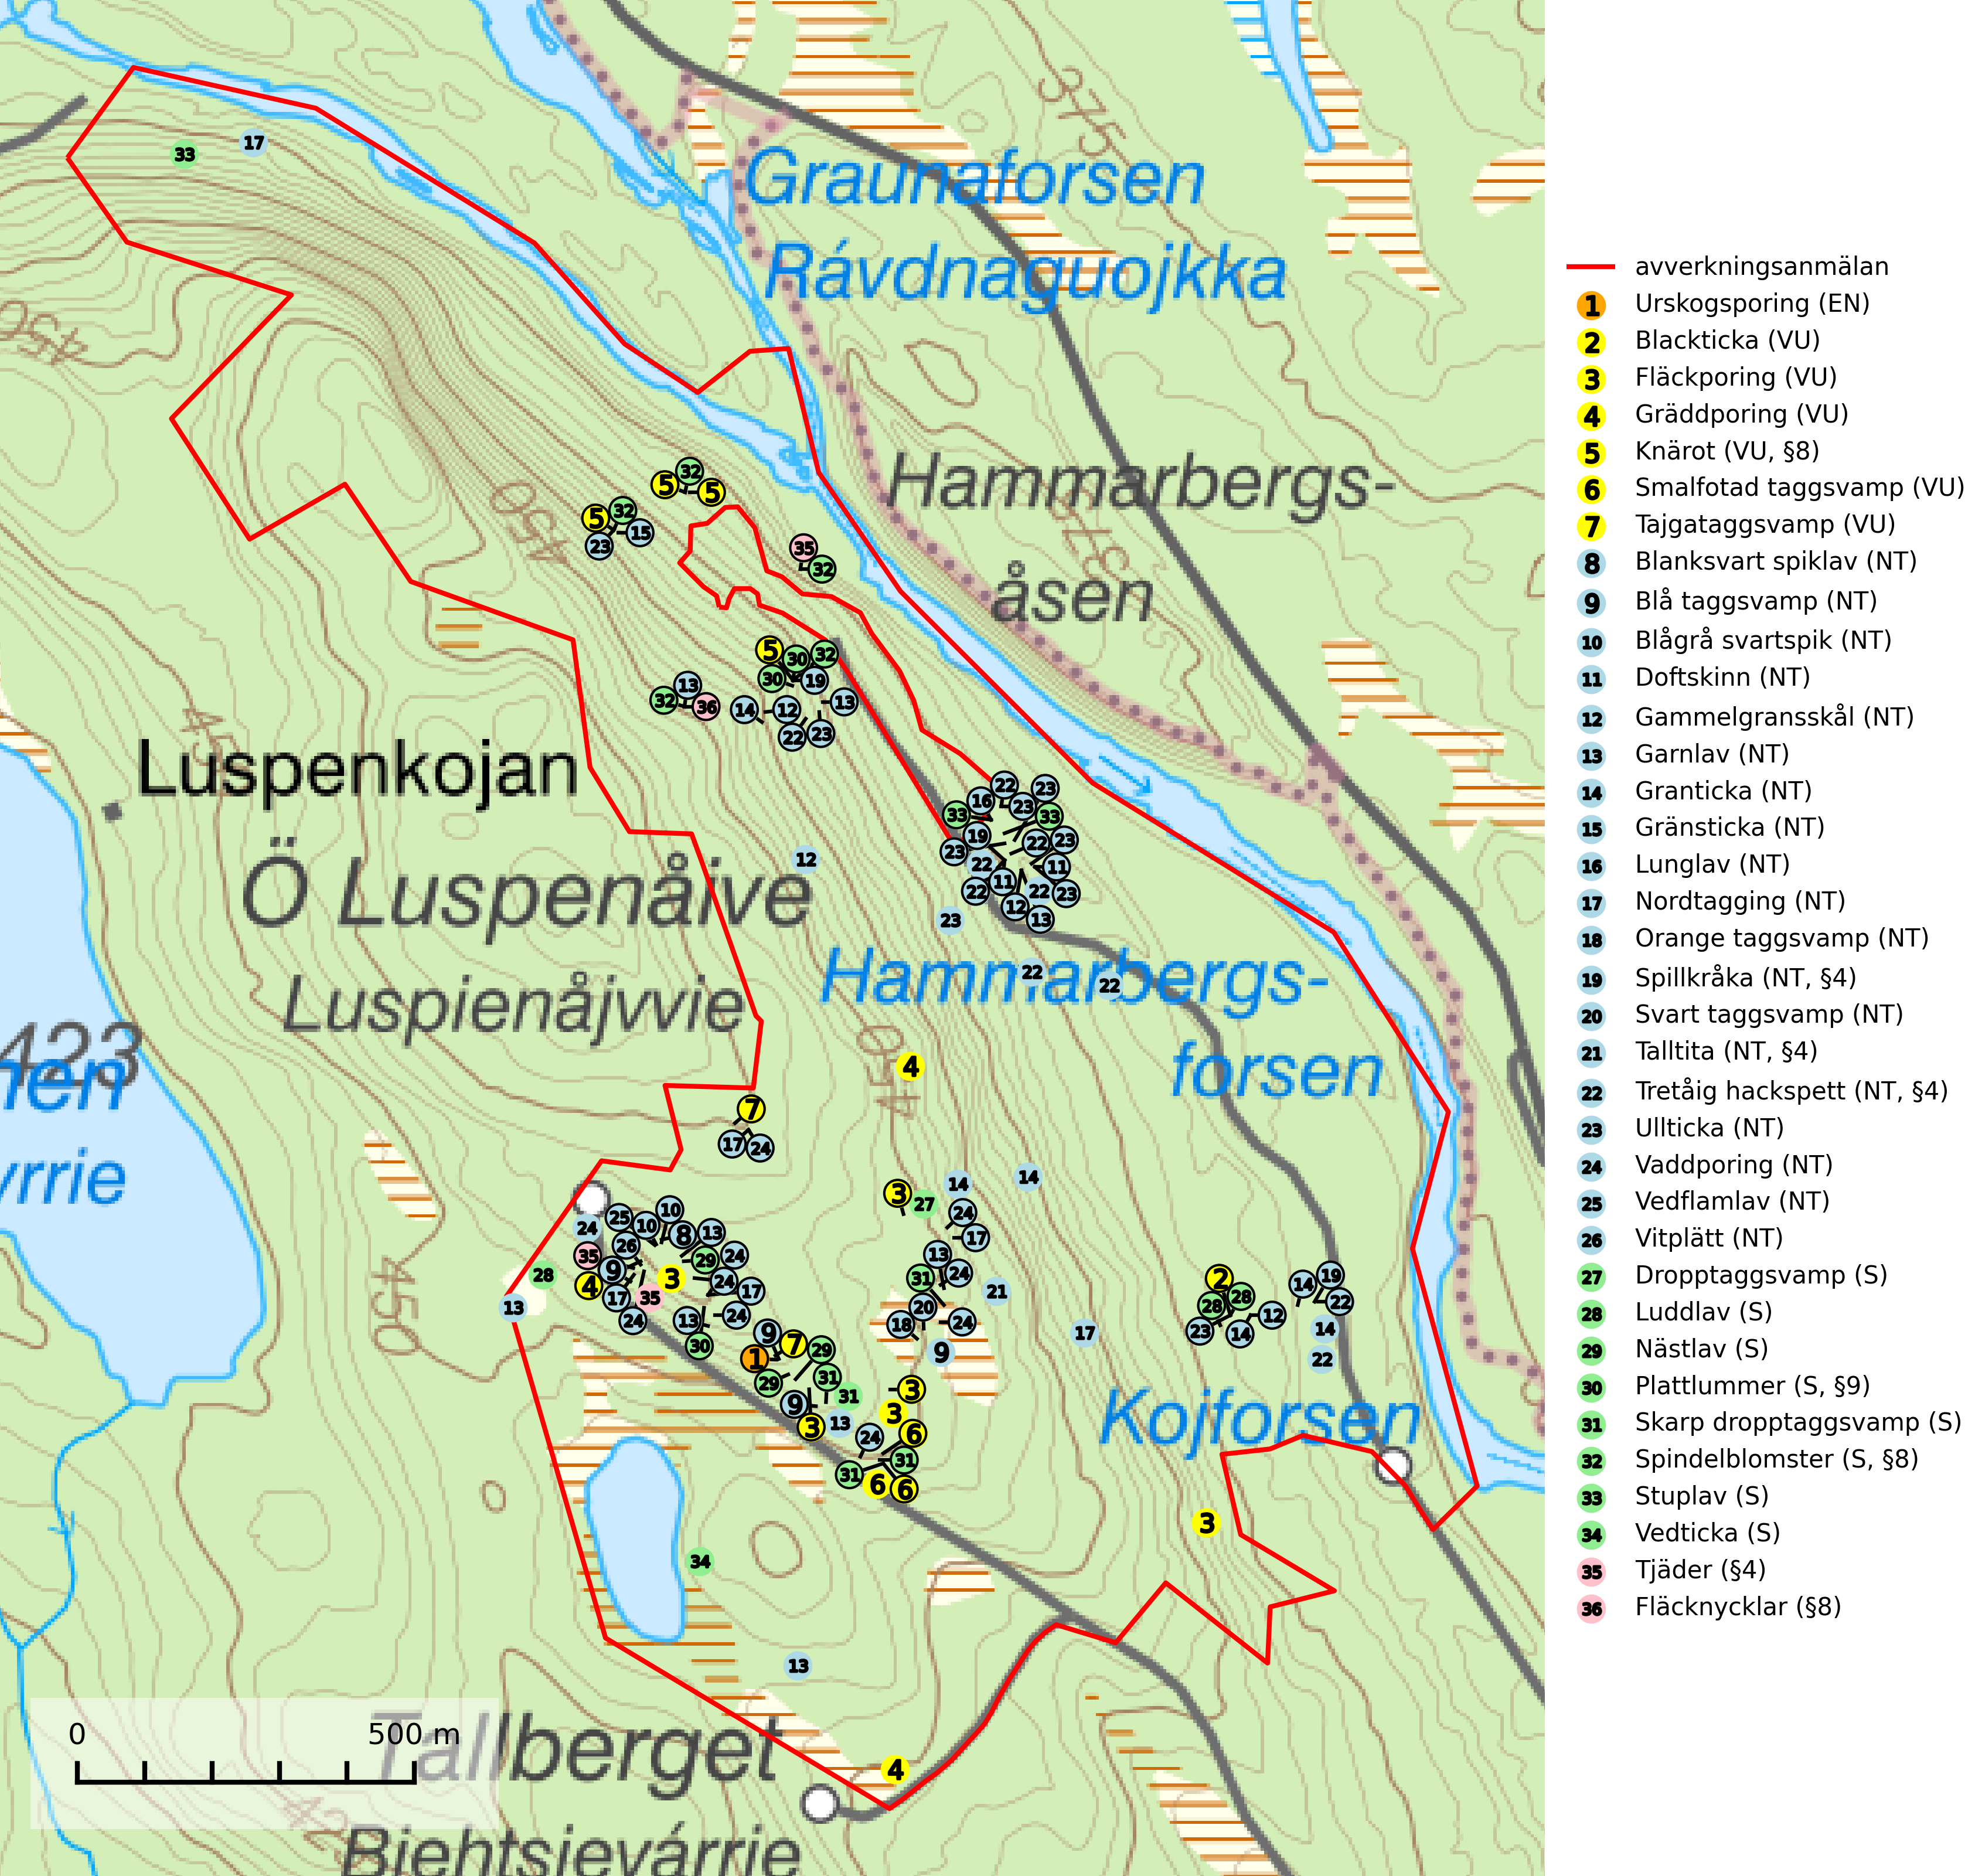 375
Graunaforsen
Rávdnaguojkka
450
Hammarbergs-
åsen
375
450
Luspenkojan
Ö Luspenåive
Luspienåjvvie
Hammarbergs-
forsen
423
450
Kojforsen
Tallberget
Biehtsievárrie
0 500 m
avverkningsanmälan
1 Urskogsporing (EN)
2 Blackticka (VU)
3 Fläckporing (VU)
4 Gräddporing (VU)
5 Knärot (VU, §8)
6 Smalfotad taggsvamp (VU)
7 Tajgataggsvamp (VU)
8 Blanksvart spiklav (NT)
9 Blå taggsvamp (NT)
10 Blågrå svartspik (NT)
11 Doftskinn (NT)
12 Gammelgransskål (NT)
13 Garnlav (NT)
14 Granticka (NT)
15 Gränsticka (NT)
16 Lunglav (NT)
17 Nordtagging (NT)
18 Orange taggsvamp (NT)
19 Spillkråka (NT, §4)
20 Svart taggsvamp (NT)
21 Talltita (NT, §4)
22 Tretåig hackspett (NT, §4)
23 Ullticka (NT)
24 Vaddporing (NT)
25 Vedflamlav (NT)
26 Vitplätt (NT)
27 Dropptaggsvamp (S)
28 Luddlav (S)
29 Nästlav (S)
30 Plattlummer (S, §9)
31 Skarp dropptaggsvamp (S)
32 Spindelblomster (S, §8)
33 Stuplav (S)
34 Vedticka (S)
35 Tjäder (§4)
36 Fläcknycklar (§8)